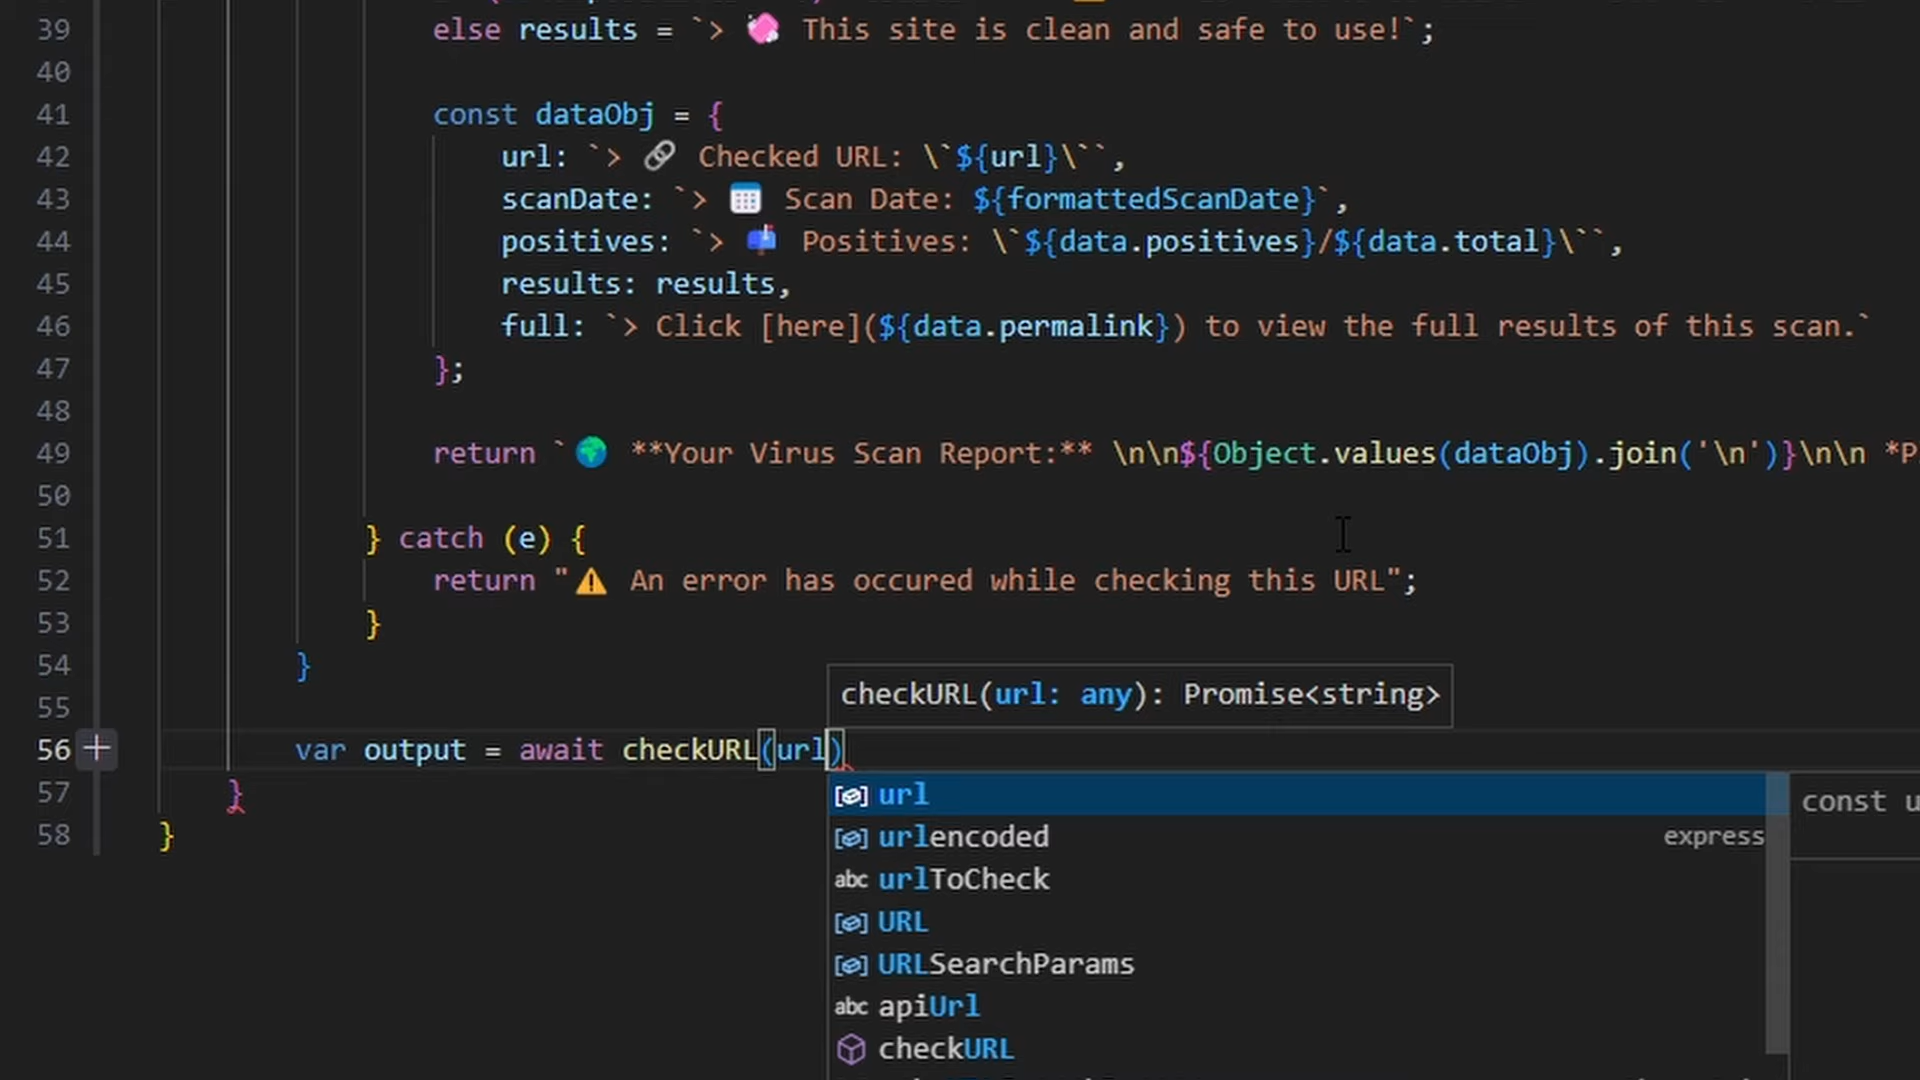 39 else results = `> 🧼 This site is clean and safe to use!`;
40
41 const dataObj = {
42 url: `> 🔗 Checked URL: \`${url}\``,
43 scanDate: `> 📅 Scan Date: ${formattedScanDate}`,
44 positives: `> 📫 Positives: \`${data.positives}/${data.total}\``,
45 results: results,
46 full: `> Click [here](${data.permalink}) to view the full results of this scan.`
47 };
48
49 return `🌍 **Your Virus Scan Report:** \n\n${Object.values(dataObj).join('\n')}\n\n *P
50
51 } catch (e) {
52 return "⚠️ An error has occured while checking this URL";
53 }
54 }
55
checkURL(url: any): Promise<string>
56 var output = await checkURL(url)
57 }
58 }
url
const u
urlencoded express
urlToCheck
URL
URLSearchParams
apiUrl
checkURL